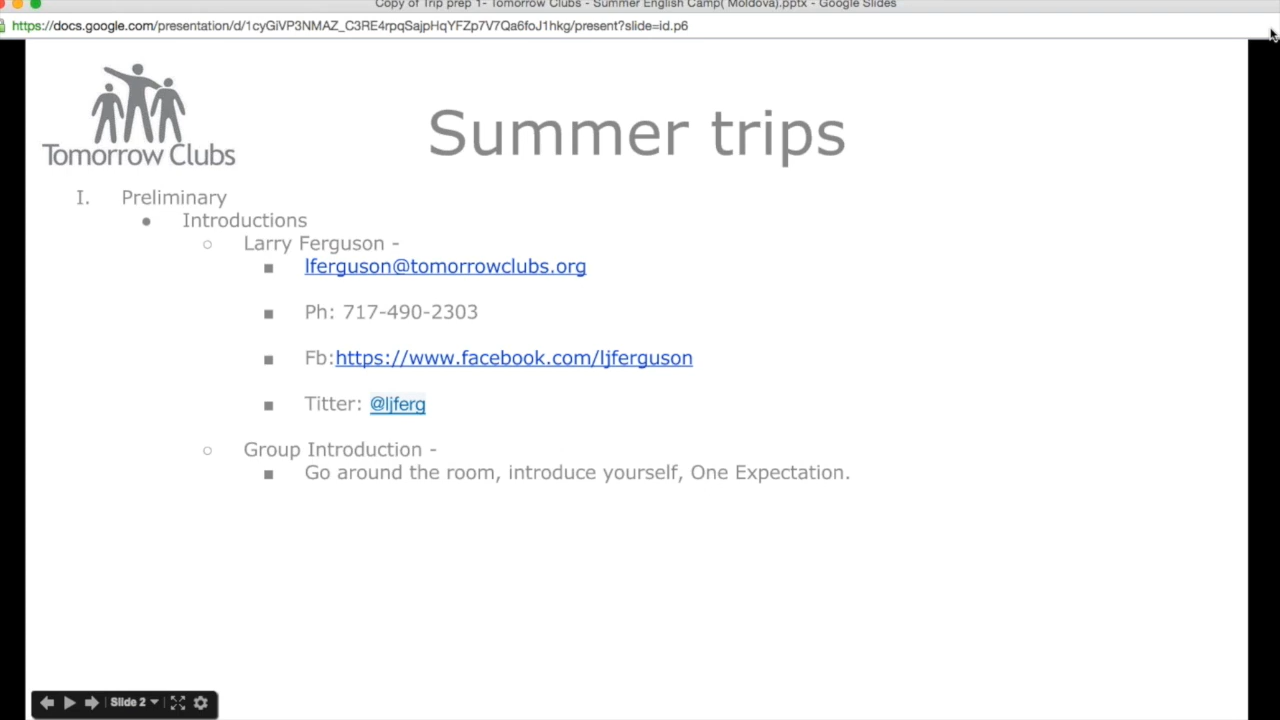 Copy of Trip prep 1- Tomorrow Clubs - Summer English Camp( Moldova).pptx - Google Slides
https://docs.google.com/presentation/d/1cyGiVP3NMAZ_C3RE4rpqSajpHqYFZp7V7Qa6foJ1hkg/present?slide=id.p6
Tomorrow Clubs
Summer trips
I. Preliminary
● Introductions
○ Larry Ferguson -
■ lferguson@tomorrowclubs.org
■ Ph: 717-490-2303
■ Fb:https://www.facebook.com/ljferguson
■ Titter: @ljferg
○ Group Introduction -
■ Go around the room, introduce yourself, One Expectation.
Slide 2